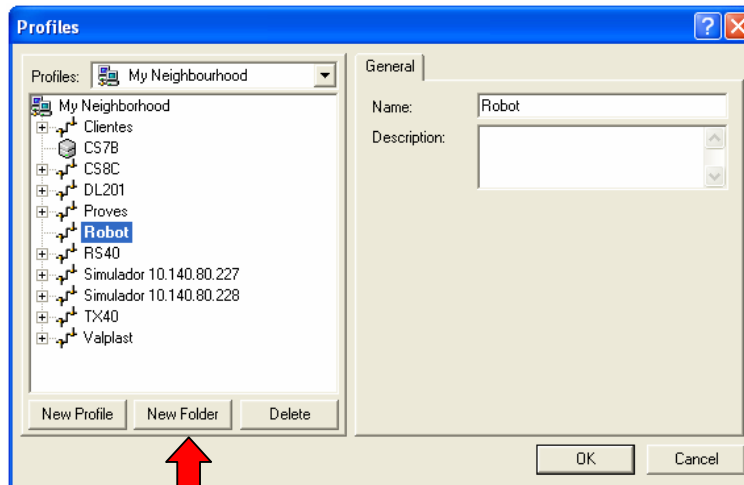 Profiles
Profiles: My Neighbourhood
My Neighborhood
Clientes
CS7B
CS8C
DL201
Proves
Robot
RS40
Simulador 10.140.80.227
Simulador 10.140.80.228
TX40
Valplast
New Profile New Folder Delete
General
Name: Robot
Description:
OK Cancel